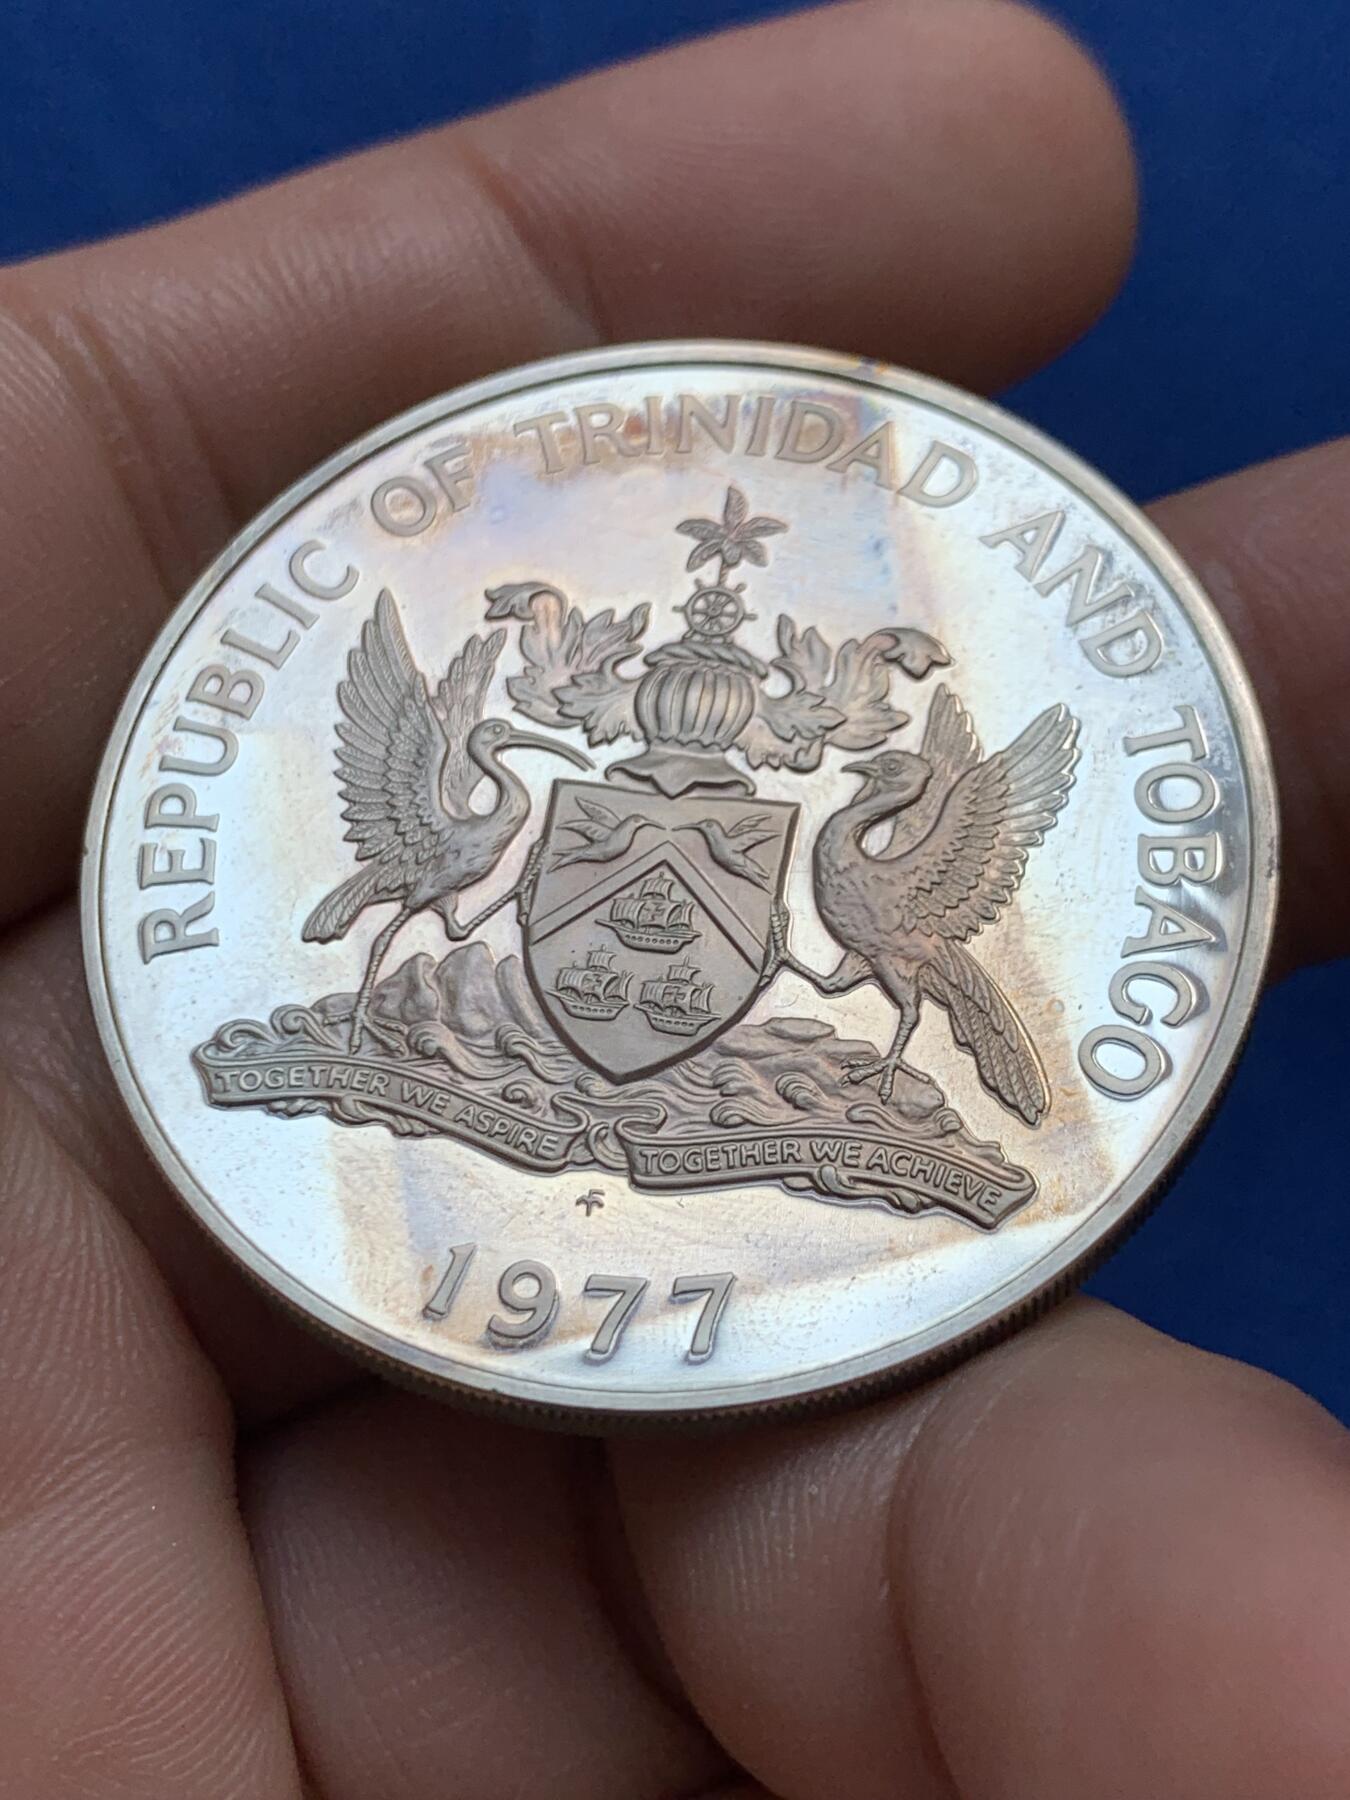 REPUBLIC OF TRINIDAD AND TOBAGO
TOGETHER WE ASPIRE
TOGETHER WE ACHIEVE
1977